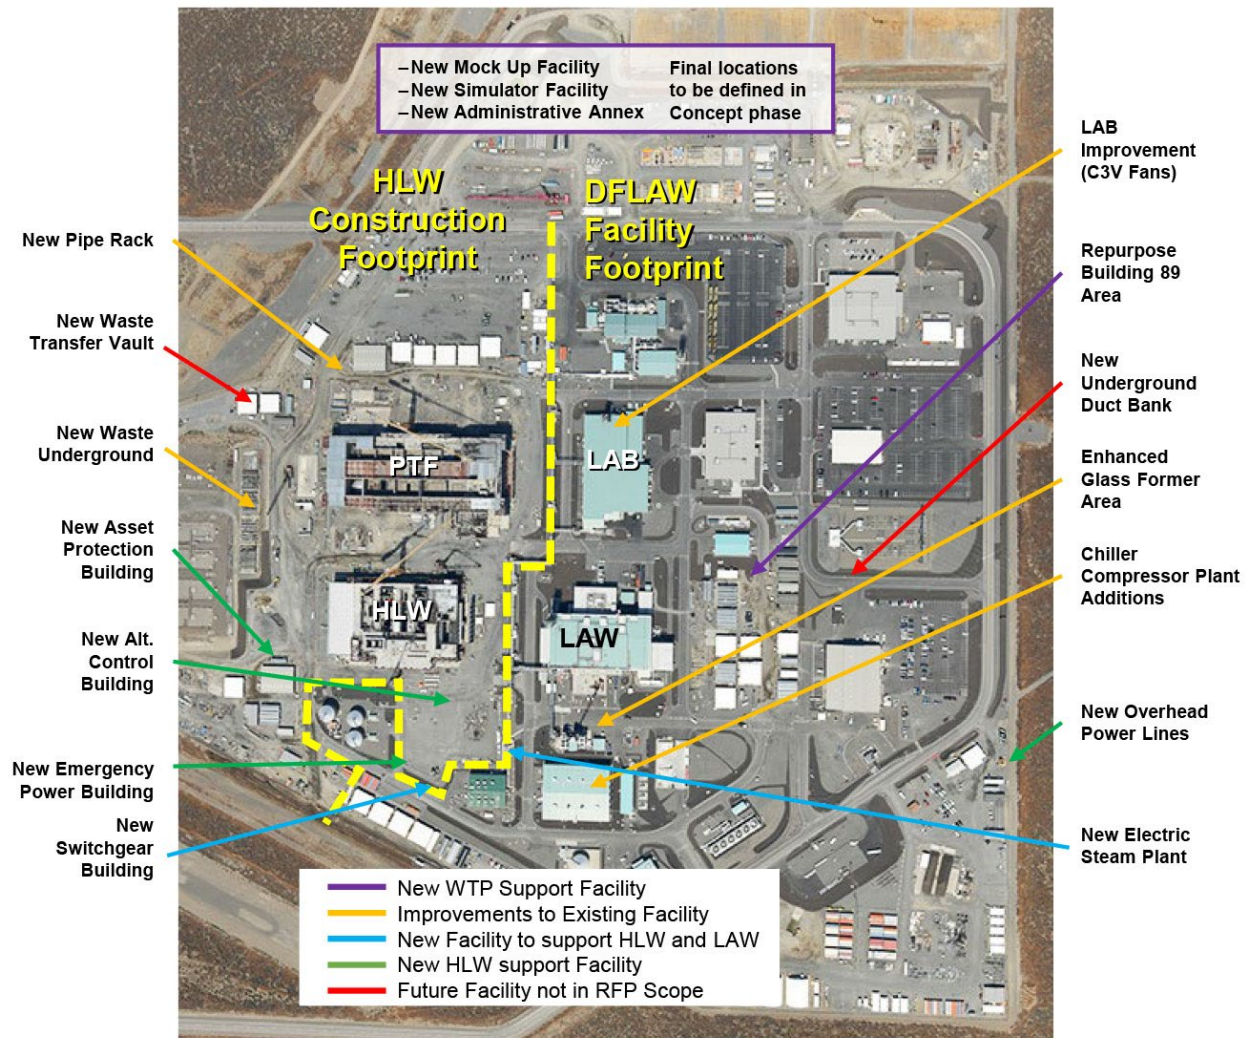 –New Mock Up Facility
–New Simulator Facility
–New Administrative Annex
Final locations
to be defined in
Concept phase
HLW
Construction
Footprint
DFLAW
Facility
Footprint
New Pipe Rack
New Waste
Transfer Vault
New Waste
Underground
New Asset
Protection
Building
New Alt.
Control
Building
New Emergency
Power Building
New
Switchgear
Building
PTF
HLW
LAB
LAW
LAB
Improvement
(C3V Fans)
Repurpose
Building 89
Area
New
Underground
Duct Bank
Enhanced
Glass Former
Area
Chiller
Compressor Plant
Additions
New Overhead
Power Lines
New Electric
Steam Plant
New WTP Support Facility
Improvements to Existing Facility
New Facility to support HLW and LAW
New HLW support Facility
Future Facility not in RFP Scope